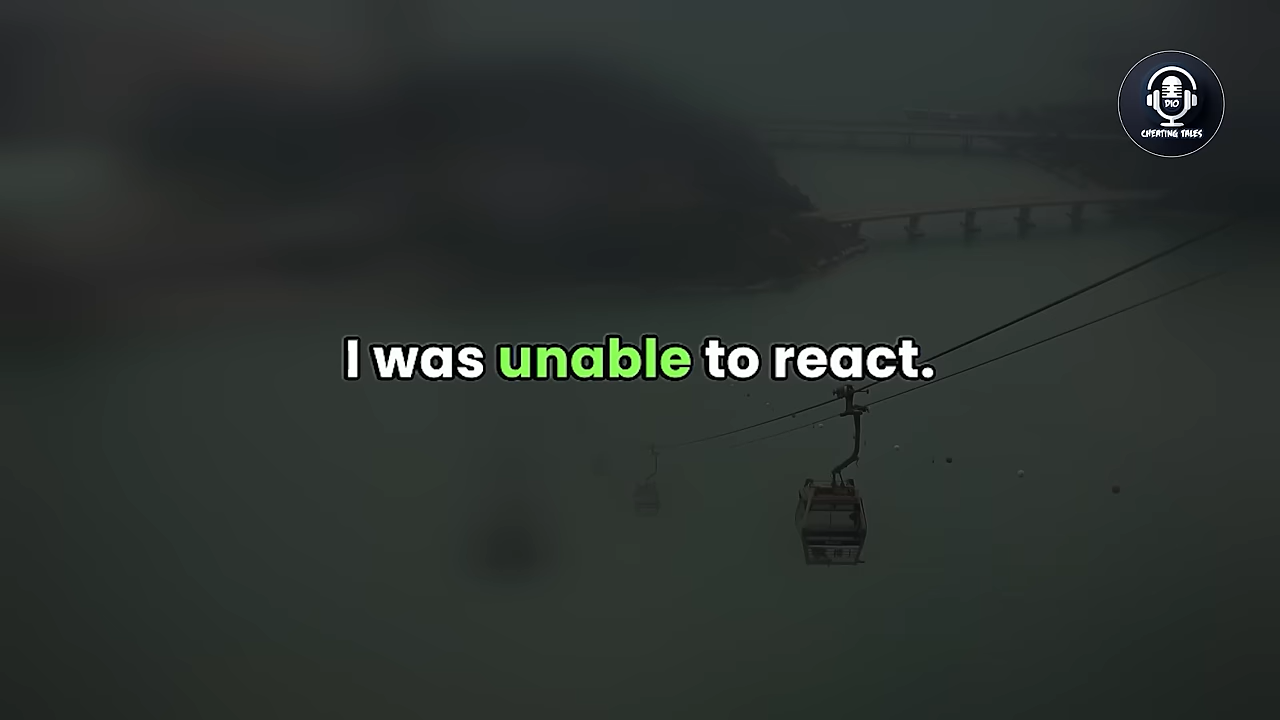 DIO
CHEATING TALES
I was unable to react.